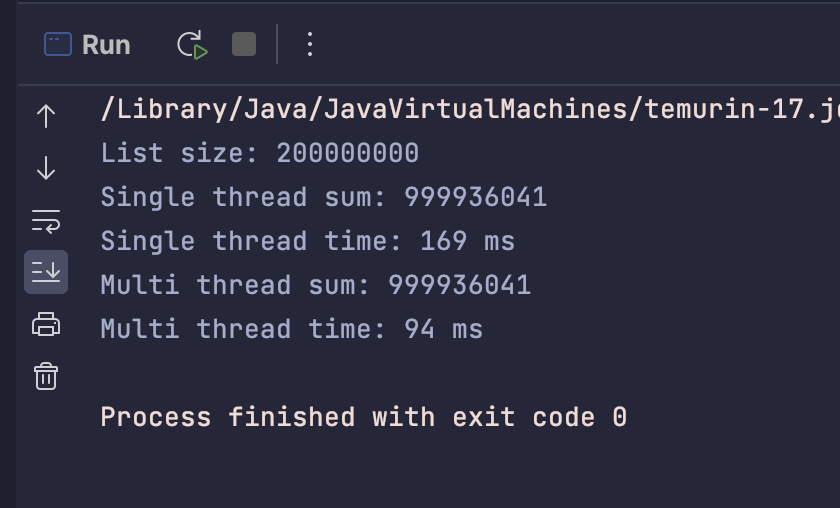 Run
/Library/Java/JavaVirtualMachines/temurin-17.j
List size: 200000000
Single thread sum: 999936041
Single thread time: 169 ms
Multi thread sum: 999936041
Multi thread time: 94 ms
Process finished with exit code 0